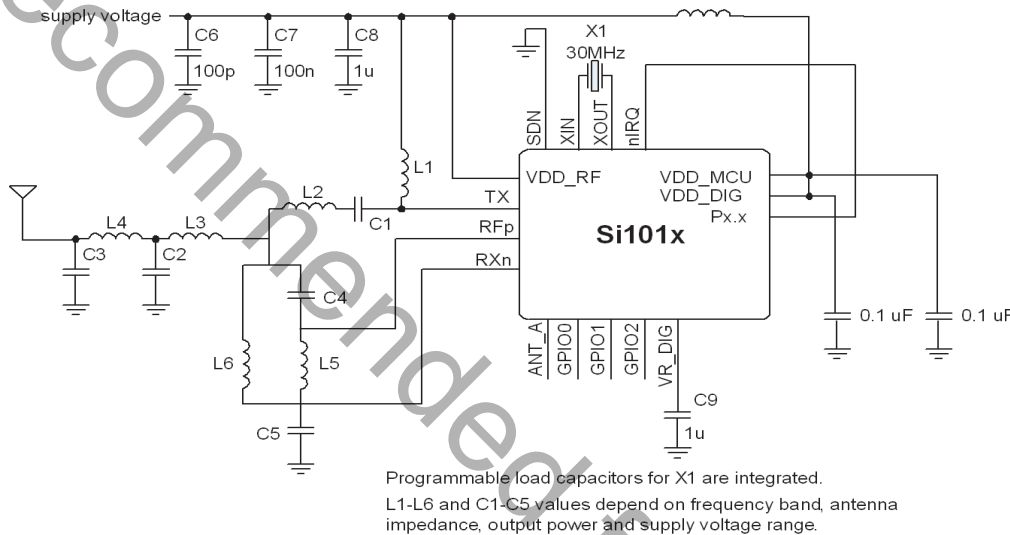 supply voltage
C6
C7
C8
100p
100n
1u
X1
30MHz
SDN
XIN
XOUT
nIRQ
L1
VDD_RF
VDD_MCU
VDD_DIG
Px.x
TX
L2
C1
RFp
Si101x
L4
L3
C3
C2
RXn
C4
L6
L5
C5
0.1 uF
0.1 uF
ANT_A
GPIO0
GPIO1
GPIO2
VR_DIG
C9
1u
Programmable load capacitors for X1 are integrated.
L1-L6 and C1-C5 values depend on frequency band, antenna
impedance, output power and supply voltage range.
ecommended f